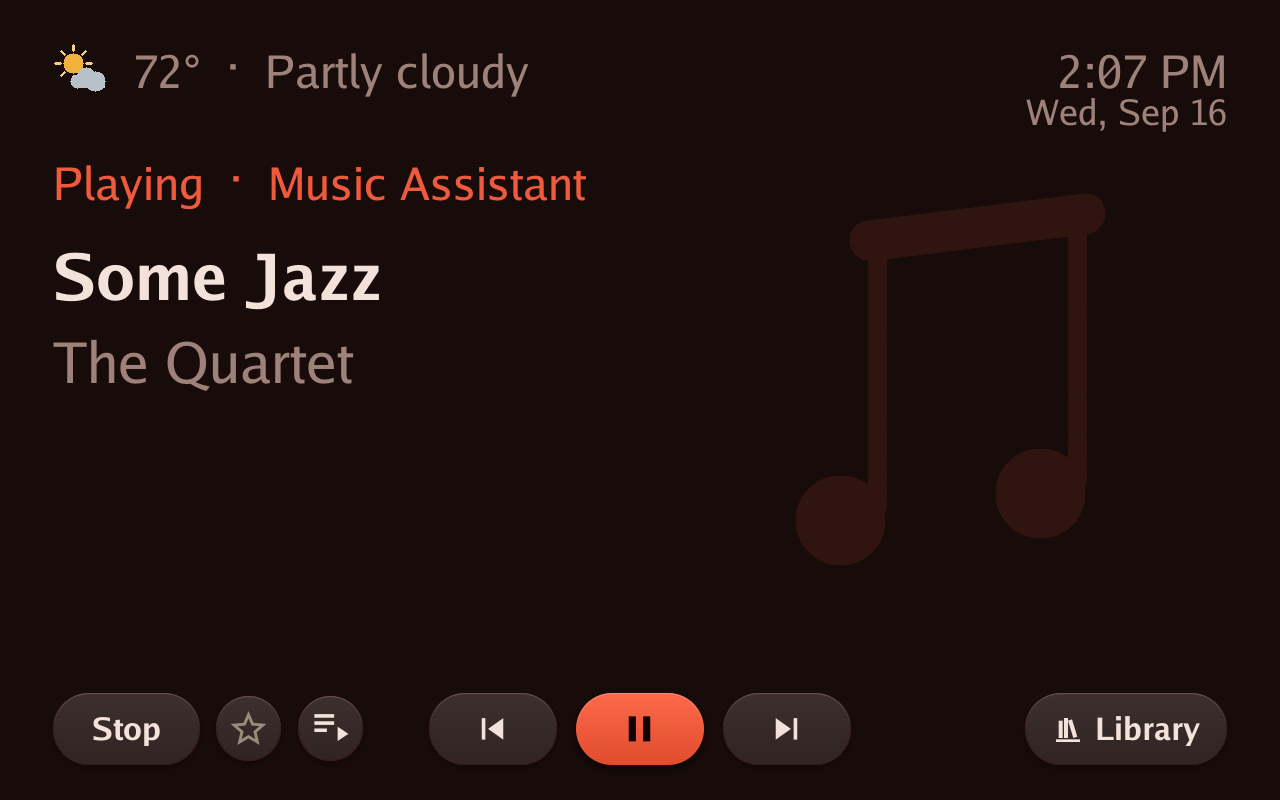 72° · Partly cloudy
2:07 PM
Wed, Sep 16
Playing · Music Assistant
Some Jazz
The Quartet
Stop
Library